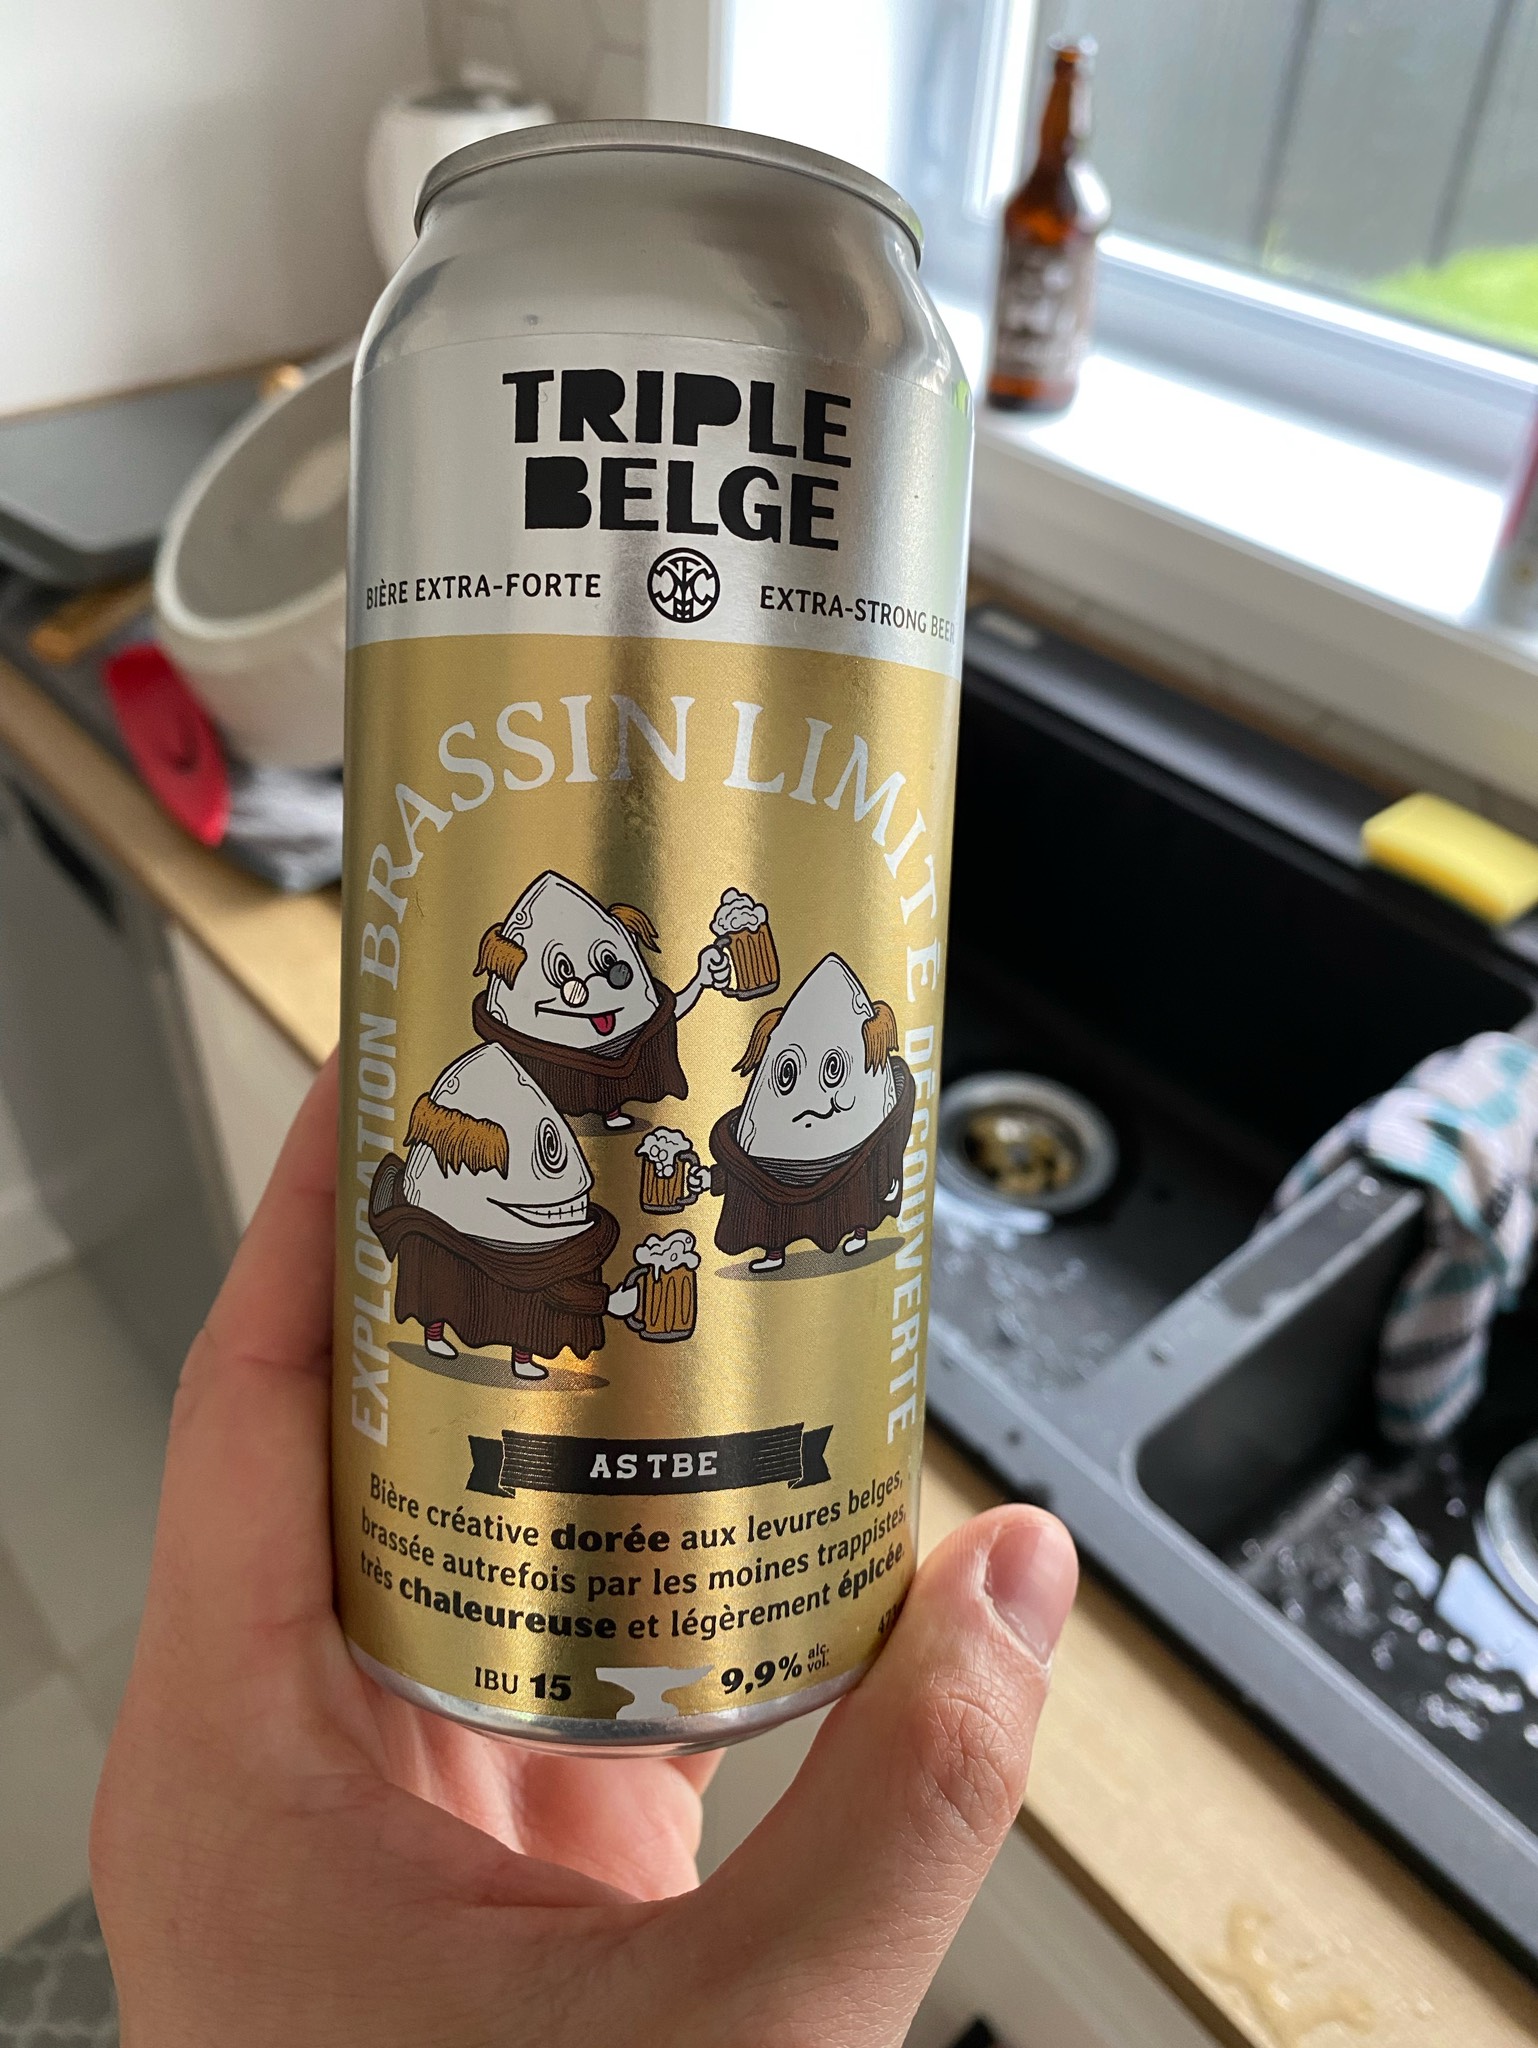 TRIPLE
BELGE
BIÈRE EXTRA-FORTE
EXTRA-STRONG BEER
EXPLORATION BRASSIN LIMITÉ DÉCOUVERTE
ASTBE
Bière créative dorée aux levures belges,
brassée autrefois par les moines trappistes,
très chaleureuse et légèrement épicée.
IBU 15
9,9% alc. vol.